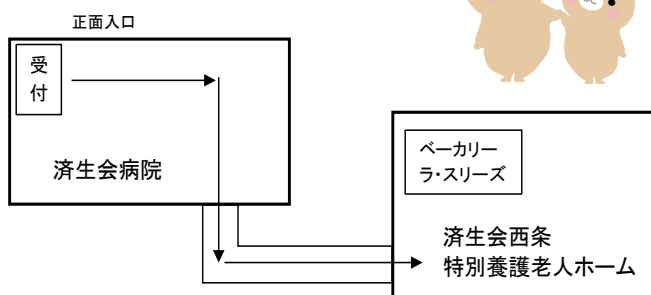 正面入口
受
付
済生会病院
ベーカリー
ラ・スリーズ
済生会西条
特別養護老人ホーム